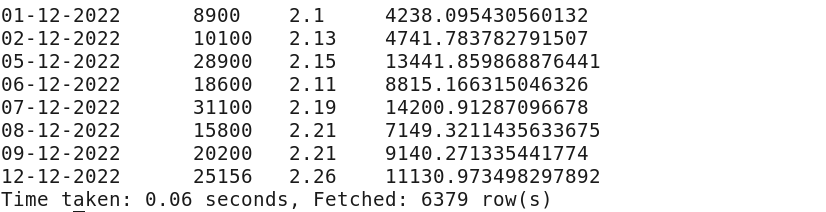 01-12-2022 8900 2.1 4238.095430560132
02-12-2022 10100 2.13 4741.783782791507
05-12-2022 28900 2.15 13441.859868876441
06-12-2022 18600 2.11 8815.166315046326
07-12-2022 31100 2.19 14200.91287096678
08-12-2022 15800 2.21 7149.3211435633675
09-12-2022 20200 2.21 9140.271335441774
12-12-2022 25156 2.26 11130.973498297892
Time taken: 0.06 seconds, Fetched: 6379 row(s)